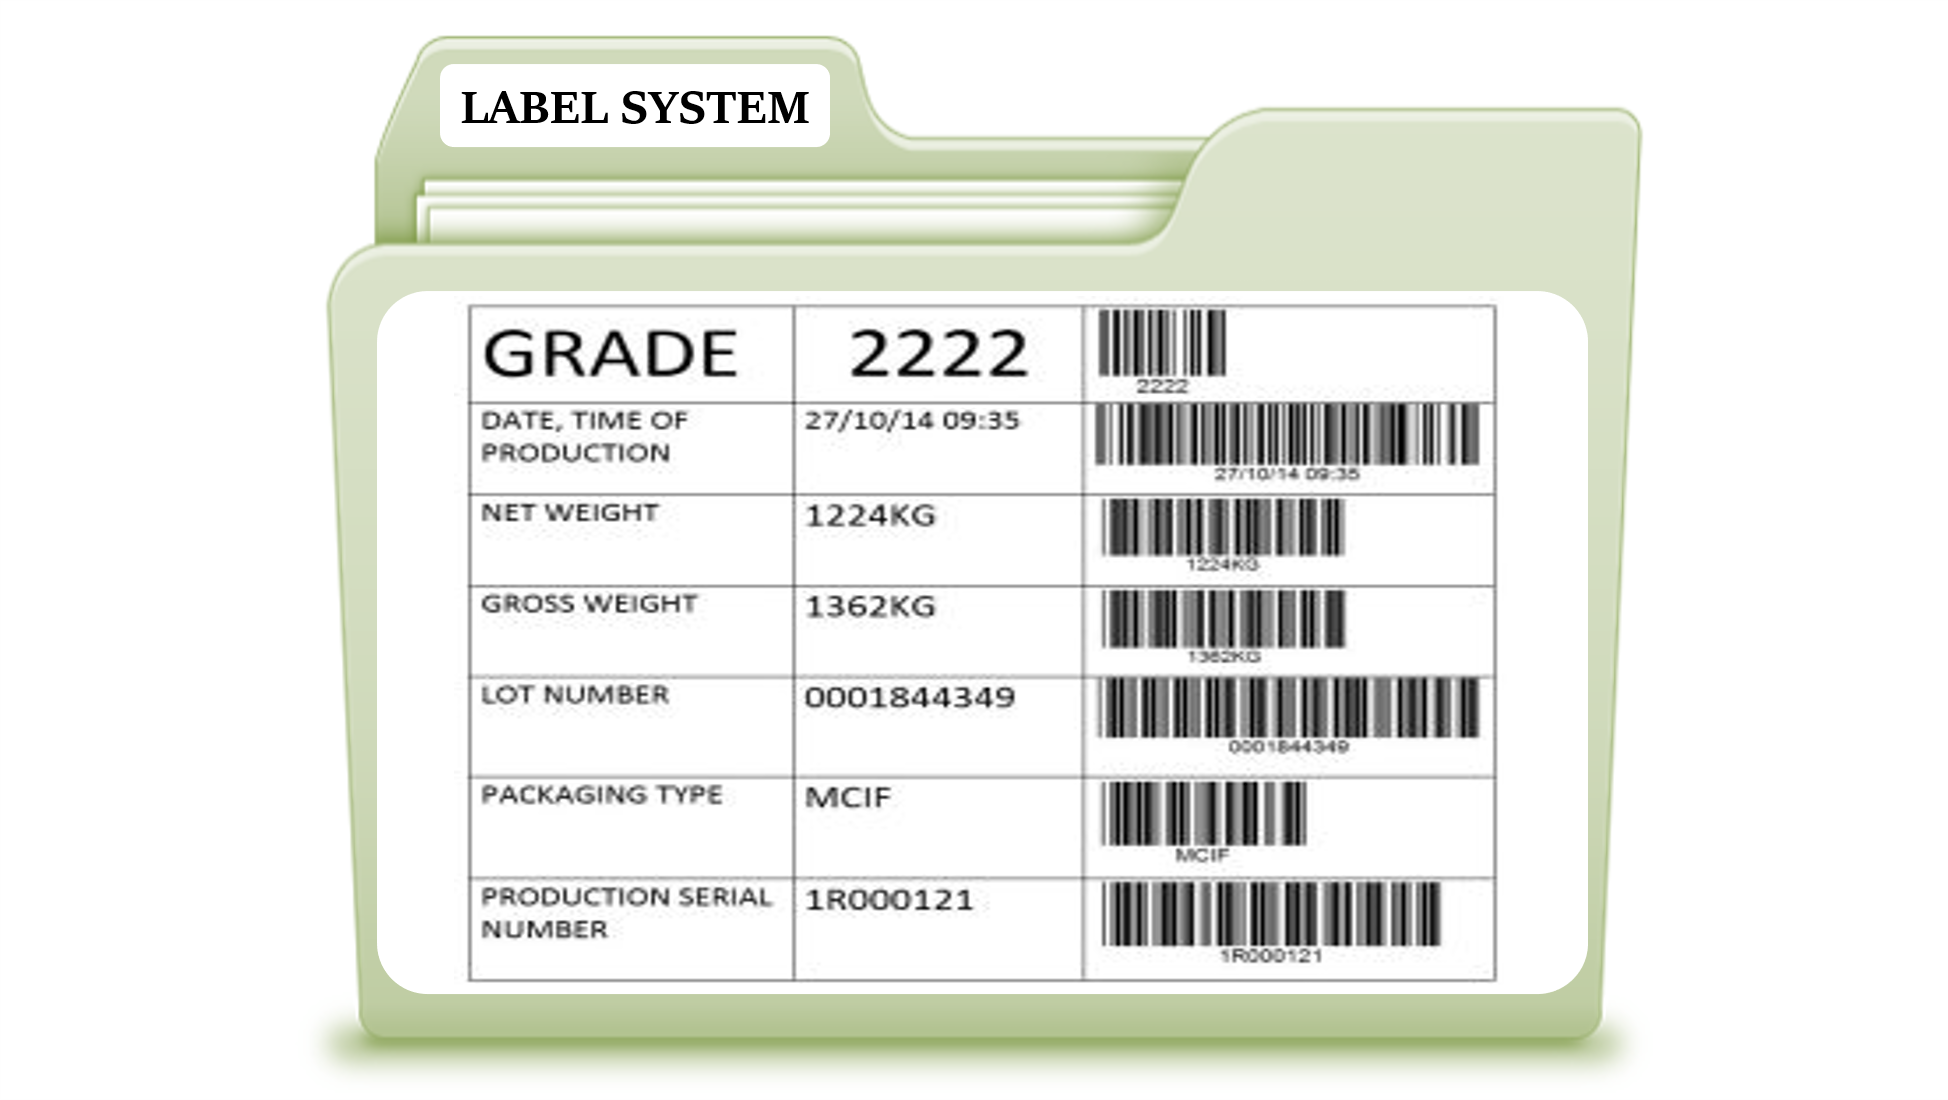 LABEL SYSTEM
GRADE 2222
2222
DATE, TIME OF 27/10/14 09:35
PRODUCTION
27/10/14 09:35
NET WEIGHT 1224KG
1224KG
GROSS WEIGHT 1362KG
1362KG
LOT NUMBER 0001844349
0001844349
PACKAGING TYPE MCIF
MCIF
PRODUCTION SERIAL 1R000121
NUMBER
1R000121